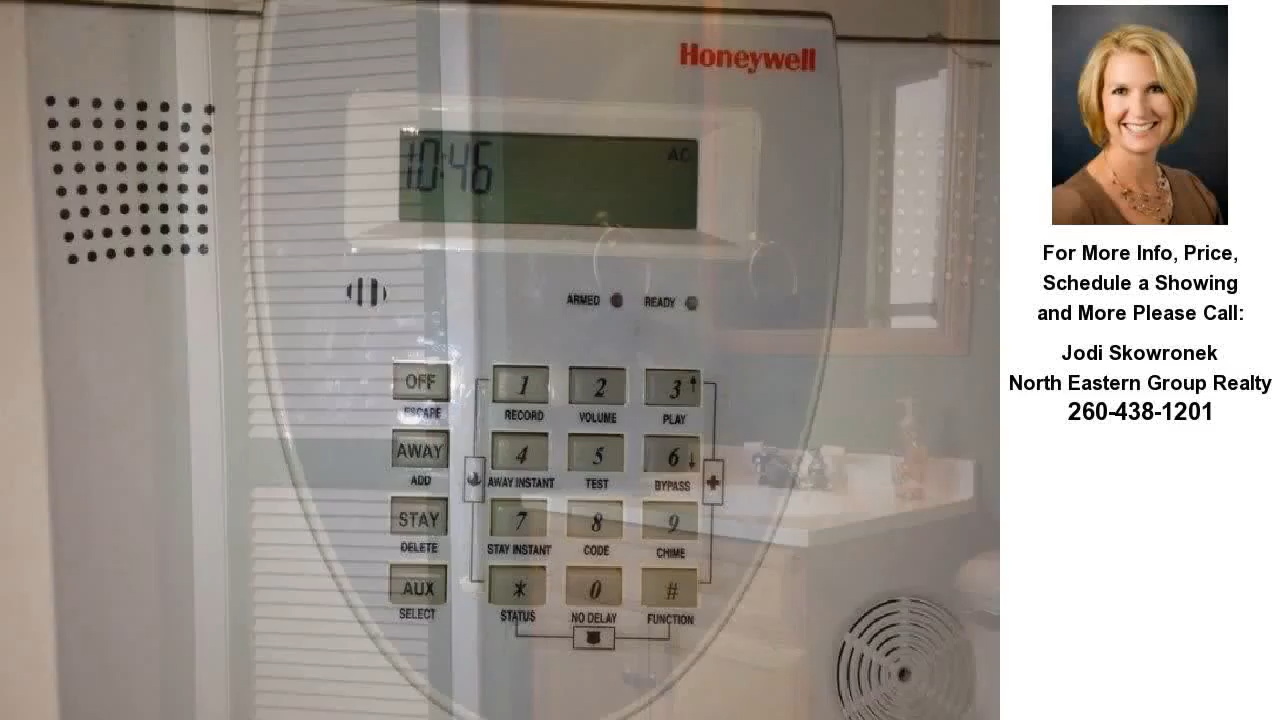 Honeywell
10:46
AC
ARMED
READY
OFF
1
2
3
ESCAPE
RECORD
VOLUME
PLAY
AWAY
4
5
6
ADD
AWAY INSTANT
TEST
BYPASS
STAY
7
8
9
DELETE
STAY INSTANT
CODE
CHIME
AUX
*
0
#
SELECT
STATUS
NO DELAY
FUNCTION
For More Info, Price,
Schedule a Showing
and More Please Call:
Jodi Skowronek
North Eastern Group Realty
260-438-1201